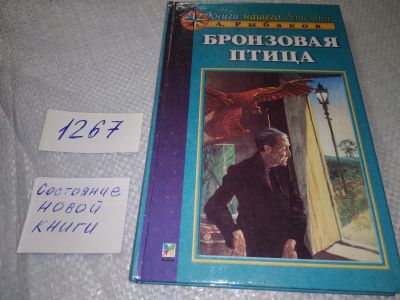 Книги нашего детства
А. Рыбаков
БРОНЗОВАЯ
ПТИЦА
1267
Состояние
новой
книги